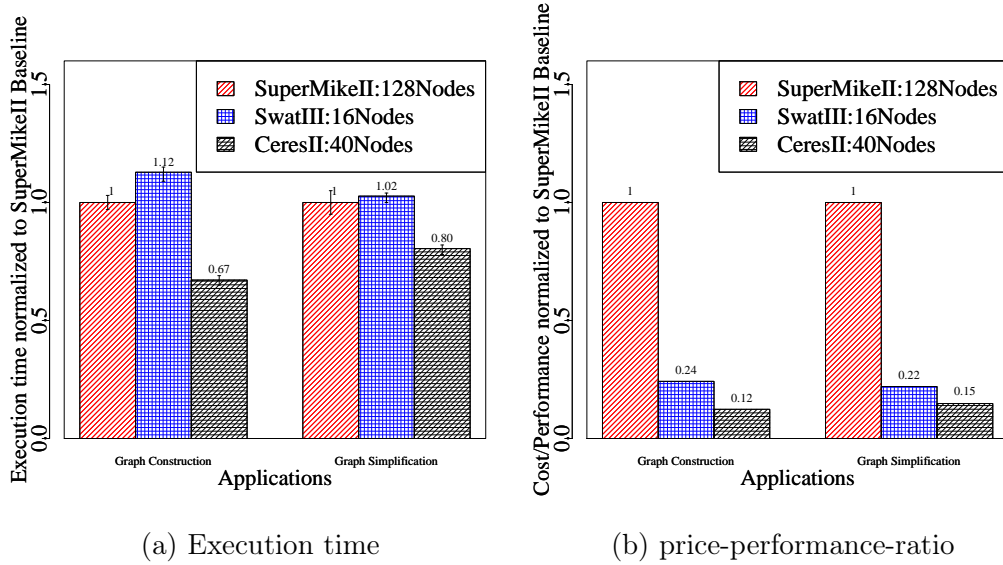 Execution time normalized to SuperMikeII Baseline
1.5
1.0
0.5
0.0
SuperMikeII:128Nodes
SwatIII:16Nodes
CeresII:40Nodes
1
1.12
0.67
1
1.02
0.80
Graph Construction
Graph Simplification
Applications
(a) Execution time
Cost/Performance normalized to SuperMikeII Baseline
1.5
1.0
0.5
0.0
SuperMikeII:128Nodes
SwatIII:16Nodes
CeresII:40Nodes
1
0.24
0.12
1
0.22
0.15
Graph Construction
Graph Simplification
Applications
(b) price-performance-ratio